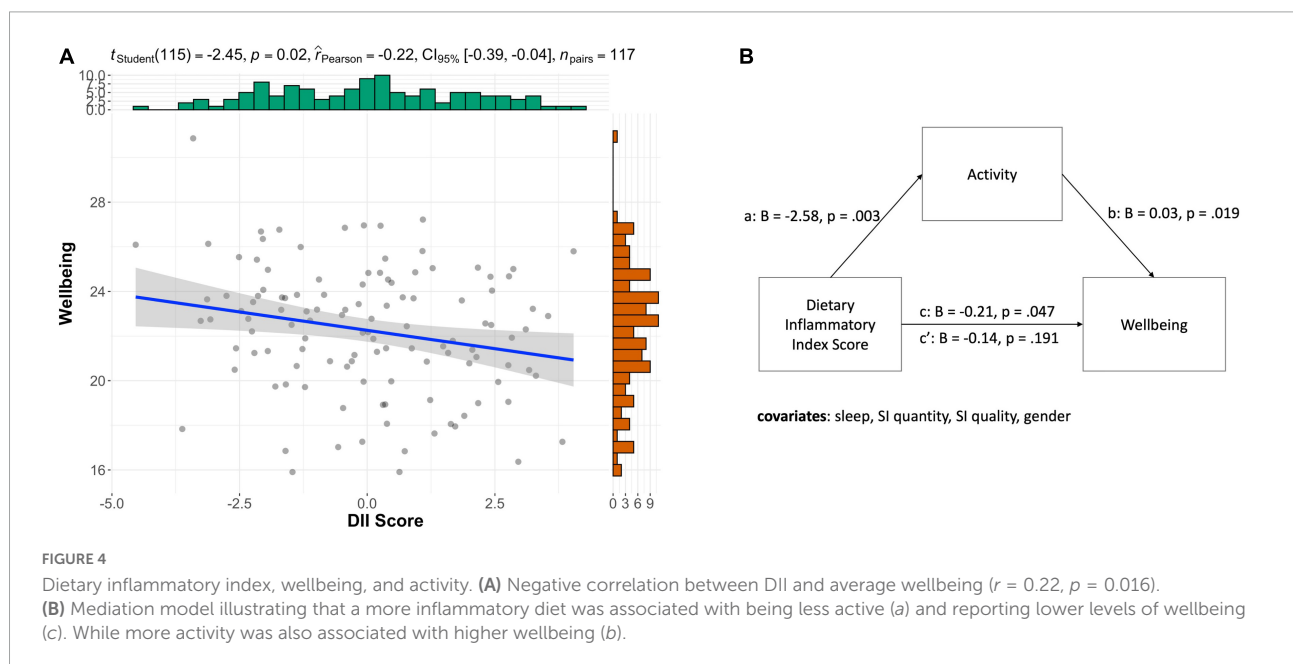 A
t Student(115) = -2.45, p = 0.02, r̂ Pearson = -0.22, CI 95% [-0.39, -0.04], n pairs = 117
10.0
7.5
5.0
2.5
0.0
28
24
20
16
Wellbeing
-5.0 -2.5 0.0 2.5
0 3 6 9
DII Score
B
Activity
a: B = -2.58, p = .003
b: B = 0.03, p = .019
Dietary
Inflammatory
Index Score
c: B = -0.21, p = .047
c’: B = -0.14, p = .191
Wellbeing
covariates: sleep, SI quantity, SI quality, gender
FIGURE 4
Dietary inflammatory index, wellbeing, and activity. (A) Negative correlation between DII and average wellbeing (r = 0.22, p = 0.016).
(B) Mediation model illustrating that a more inflammatory diet was associated with being less active (a) and reporting lower levels of wellbeing
(c). While more activity was also associated with higher wellbeing (b).